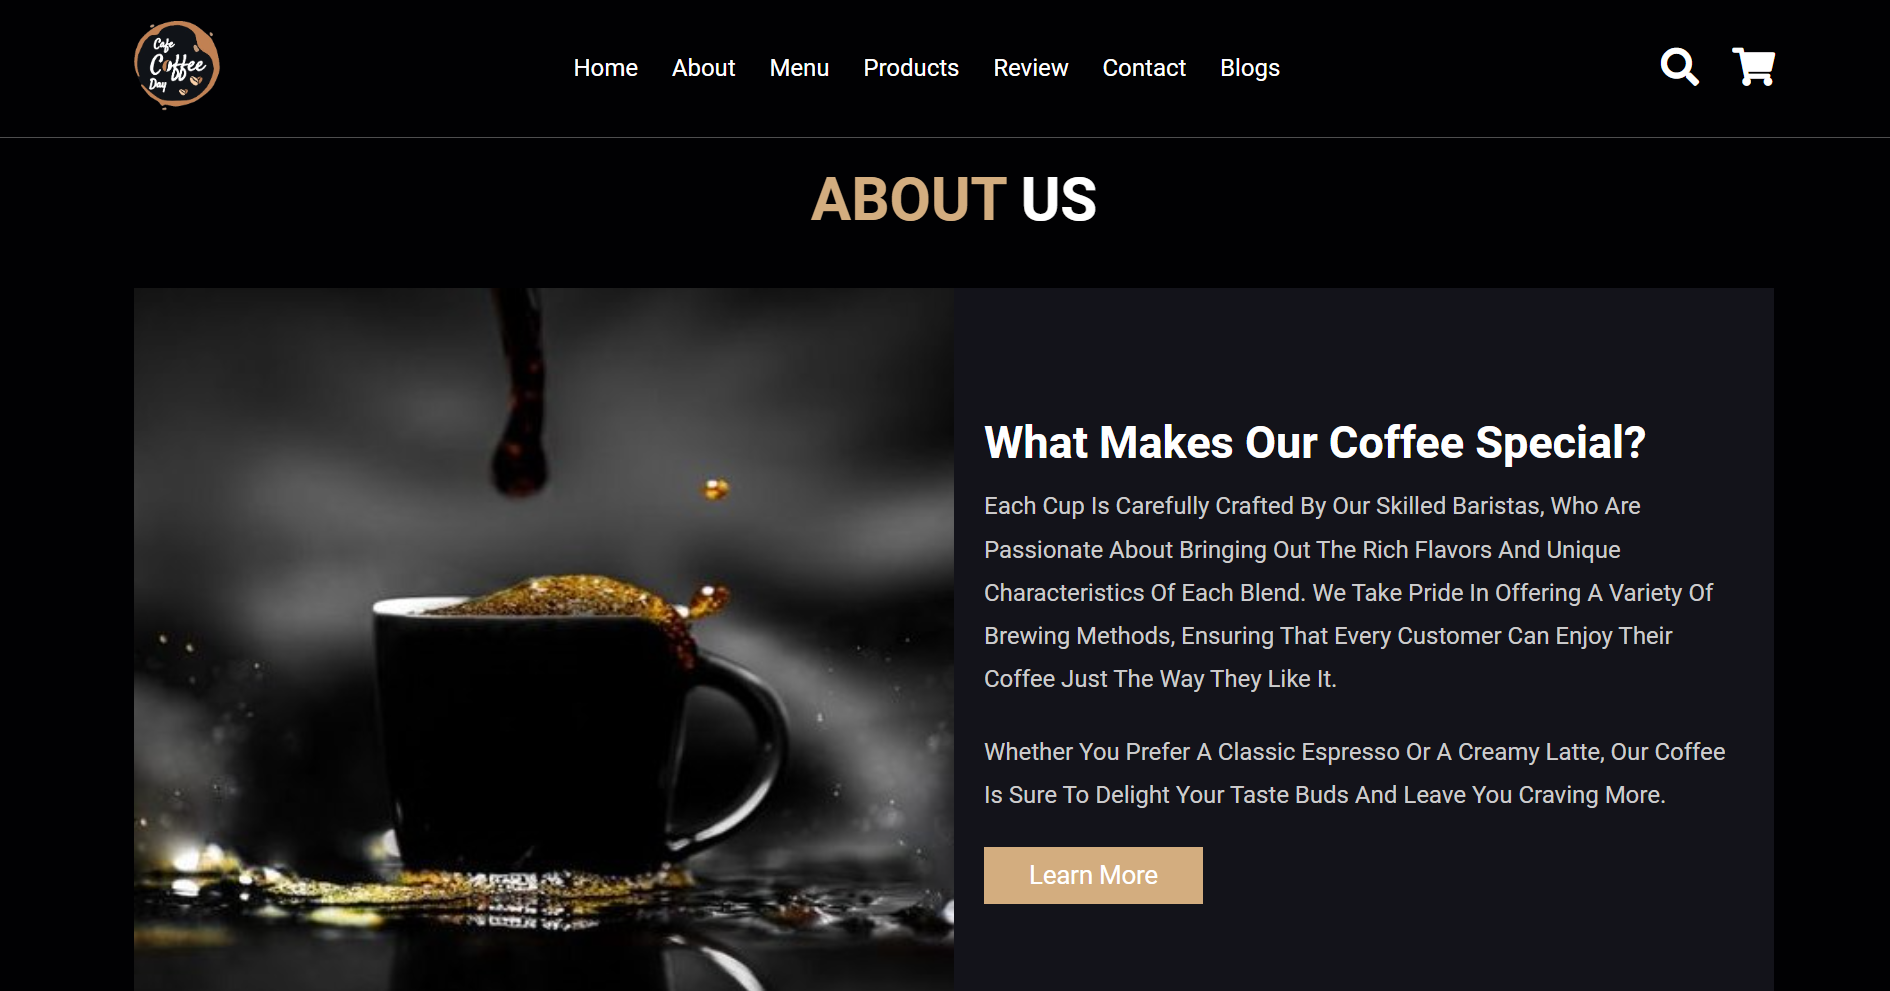 Cafe
Coffee
Day
Home About Menu Products Review Contact Blogs
ABOUT US
What Makes Our Coffee Special?
Each Cup Is Carefully Crafted By Our Skilled Baristas, Who Are
Passionate About Bringing Out The Rich Flavors And Unique
Characteristics Of Each Blend. We Take Pride In Offering A Variety Of
Brewing Methods, Ensuring That Every Customer Can Enjoy Their
Coffee Just The Way They Like It.
Whether You Prefer A Classic Espresso Or A Creamy Latte, Our Coffee
Is Sure To Delight Your Taste Buds And Leave You Craving More.
Learn More